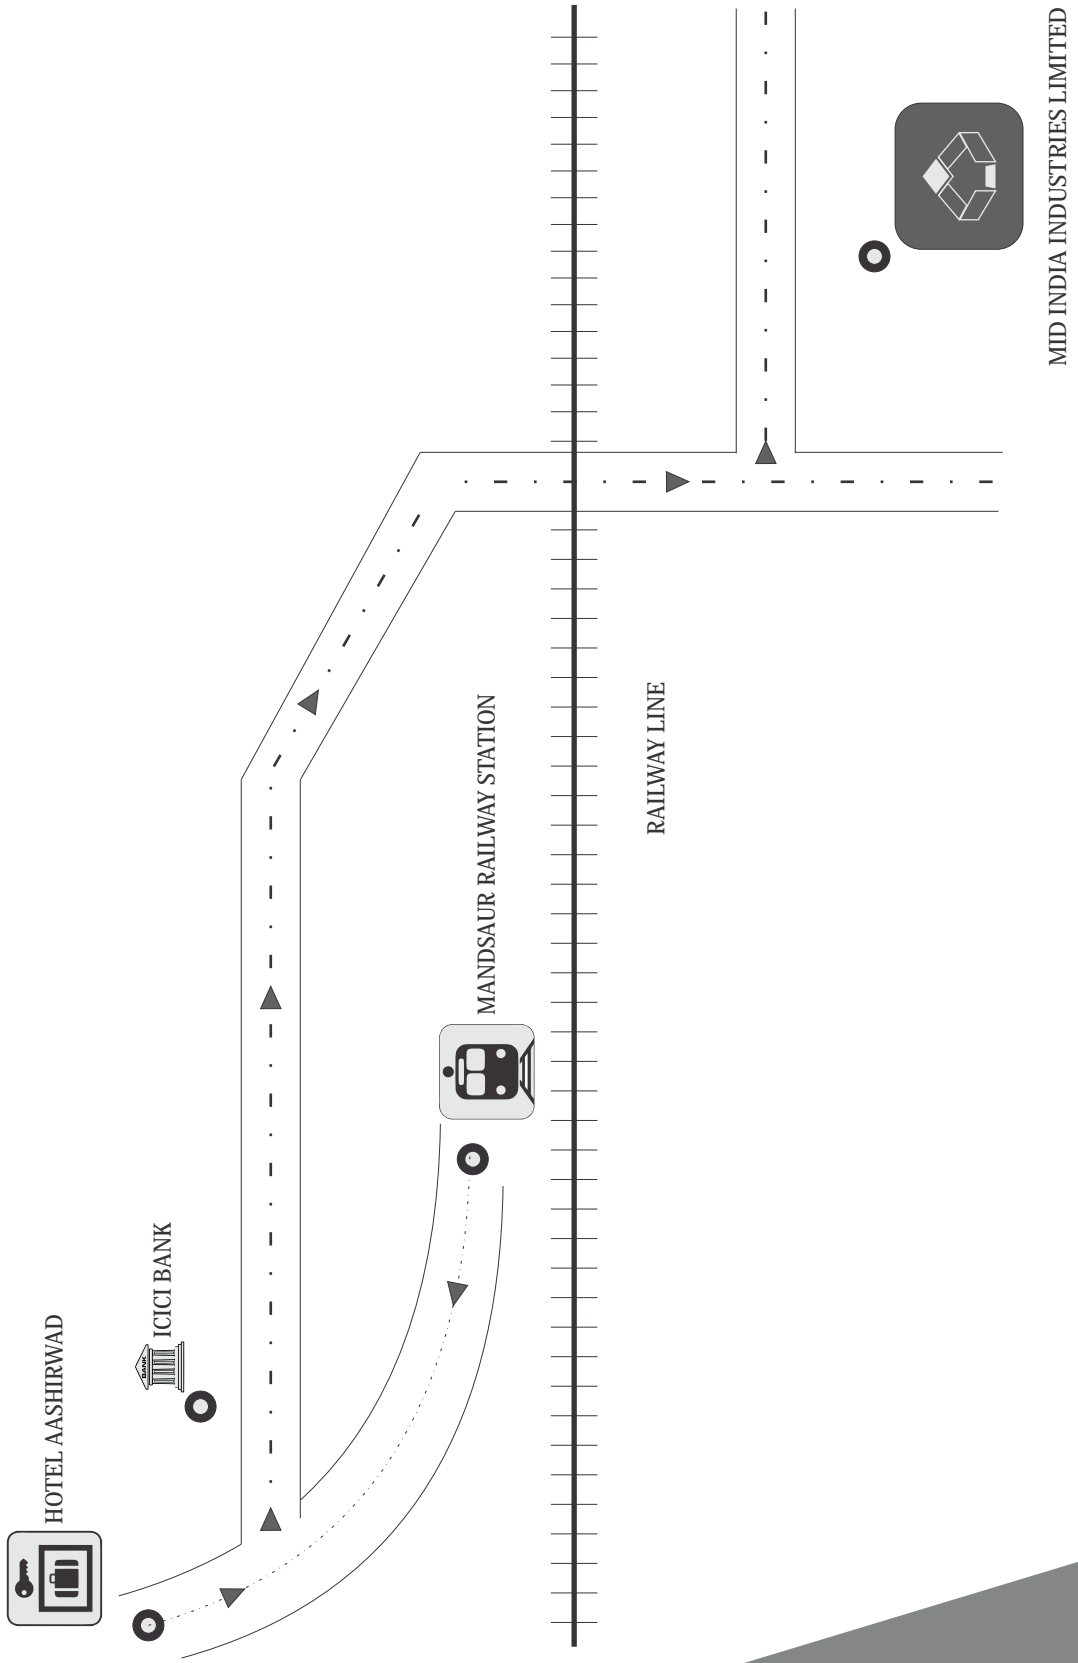 HOTEL AASHIRWAD
BANK
ICICI BANK
MANDSAUR RAILWAY STATION
RAILWAY LINE
MID INDIA INDUSTRIES LIMITED